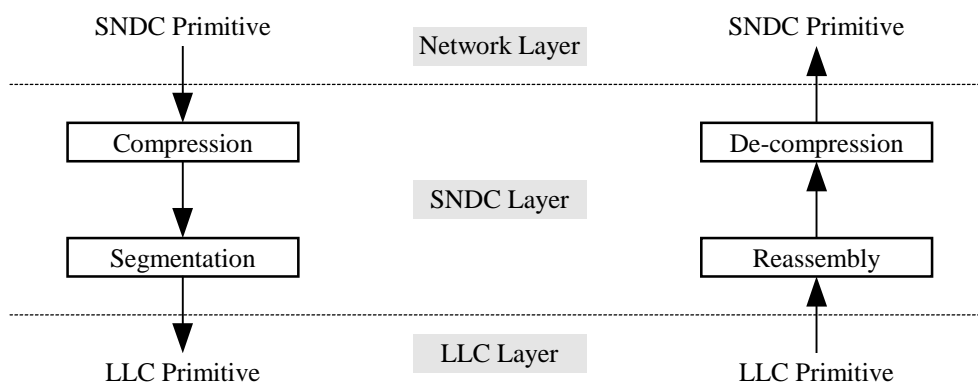 SNDC Primitive
Network Layer
SNDC Primitive
Compression
De-compression
SNDC Layer
Segmentation
Reassembly
LLC Primitive
LLC Layer
LLC Primitive